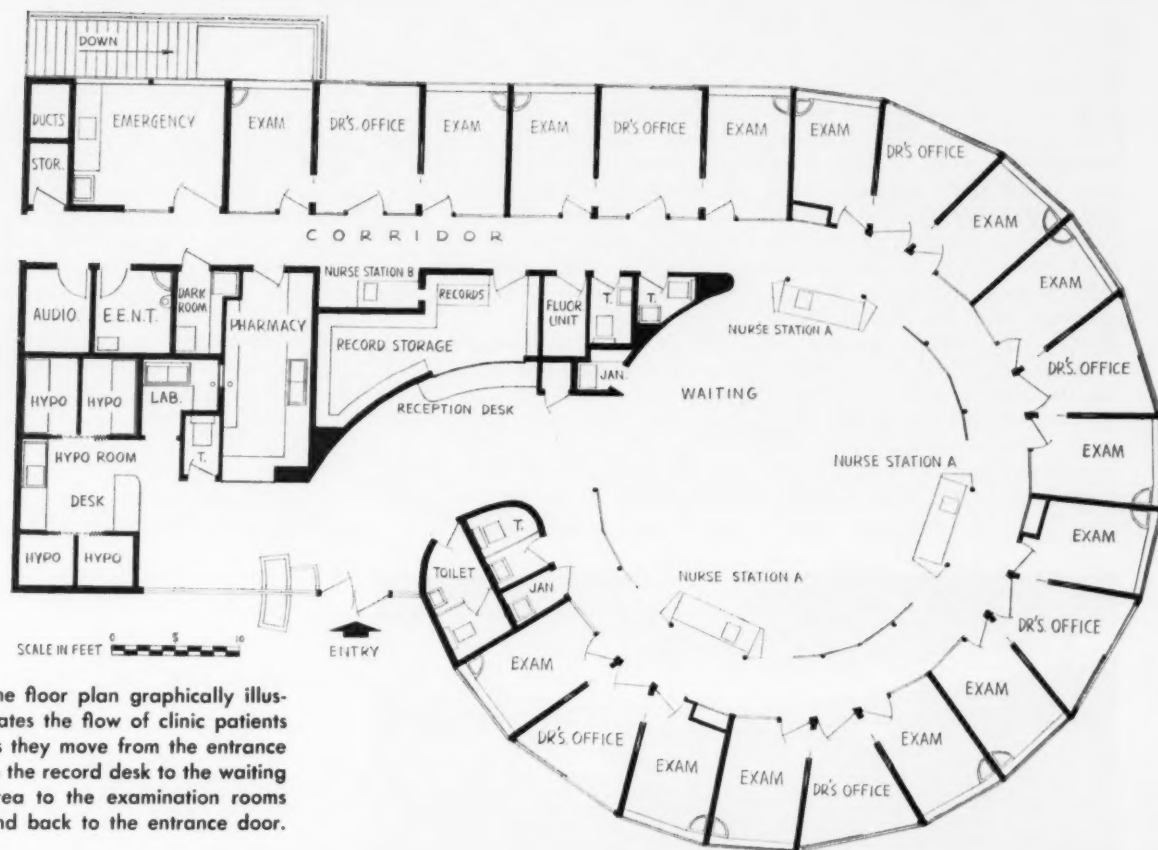 DOWN
DUCTS
EMERGENCY
EXAM
DR'S. OFFICE
EXAM
EXAM
DR'S. OFFICE
EXAM
EXAM
DR'S OFFICE
STOR.
EXAM
CORRIDOR
EXAM
NURSE STATION B
RECORDS
AUDIO.
E.E.N.T.
DARK
ROOM
PHARMACY
FLUOR
UNIT
T.
T.
NURSE STATION A
RECORD STORAGE
DR'S. OFFICE
JAN.
HYPO
HYPO
LAB.
RECEPTION DESK
WAITING
T.
HYPO ROOM
EXAM
NURSE STATION A
DESK
T.
EXAM
HYPO
HYPO
TOILET
JAN
NURSE STATION A
DR'S. OFFICE
SCALE IN FEET 0 5 10
ENTRY
EXAM
EXAM
DR'S. OFFICE
EXAM
EXAM
EXAM
DR'S OFFICE
he floor plan graphically illus-
ates the flow of clinic patients
s they move from the entrance
the record desk to the waiting
ea to the examination rooms
nd back to the entrance door.